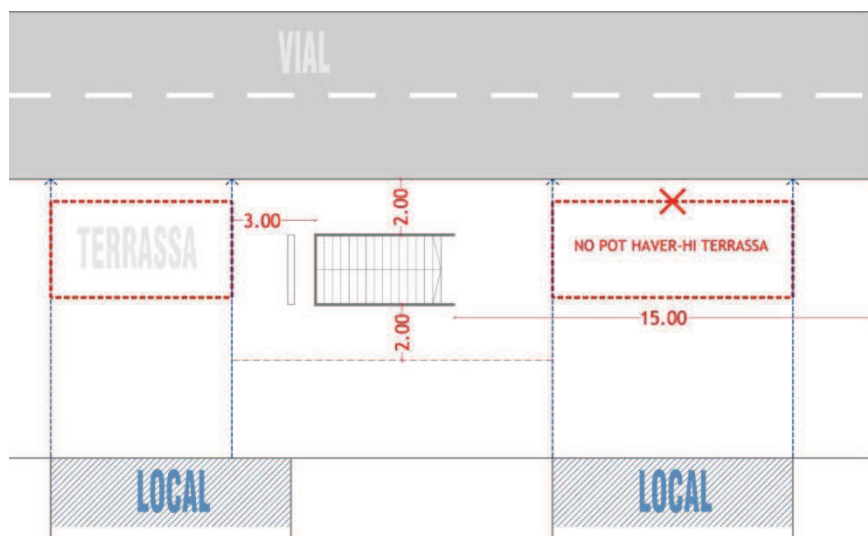 VIAL
TERRASSA
3.00
2.00
2.00
NO POT HAVER-HI TERRASSA
15.00
LOCAL
LOCAL